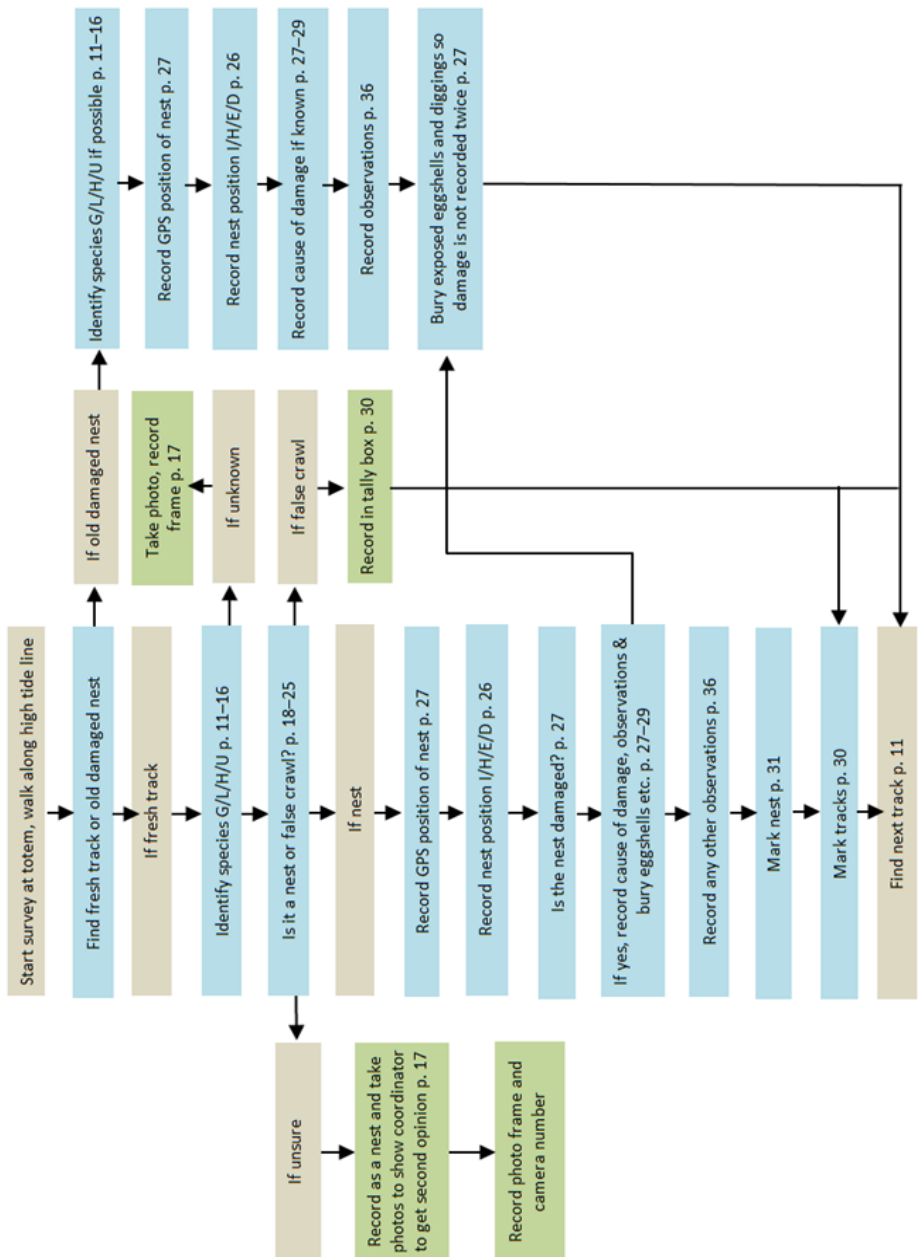 Start survey at totem, walk along high tide line
Find fresh track or old damaged nest
If fresh track
Identify species G/L/H/U p. 11–16
Is it a nest or false crawl? p. 18–25
If nest
Record GPS position of nest p. 27
Record nest position I/H/E/D p. 26
Is the nest damaged? p. 27
If yes, record cause of damage, observations &
bury eggshells etc. p. 27–29
Record any other observations p. 36
Mark nest p. 31
Mark tracks p. 30
Find next track p. 11
If unsure
Record as a nest and take
photos to show coordinator
to get second opinion p. 17
Record photo frame and
camera number
If old damaged nest
Take photo, record
frame p. 17
If unknown
If false crawl
Record in tally box p. 30
Identify species G/L/H/U if possible p. 11–16
Record GPS position of nest p. 27
Record nest position I/H/E/D p. 26
Record cause of damage if known p. 27–29
Record observations p. 36
Bury exposed eggshells and diggings so
damage is not recorded twice p. 27